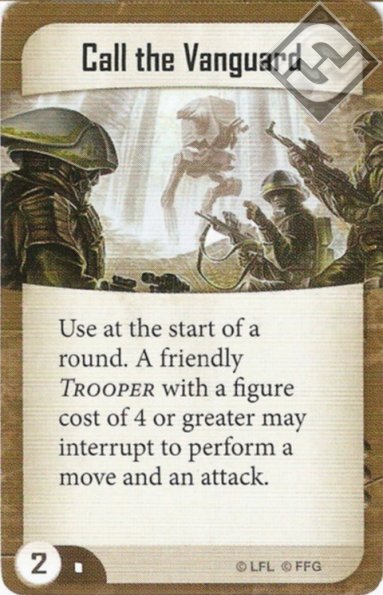 Call the Vanguard
Use at the start of a
round. A friendly
TROOPER with a figure
cost of 4 or greater may
interrupt to perform a
move and an attack.
2
© LFL © FFG